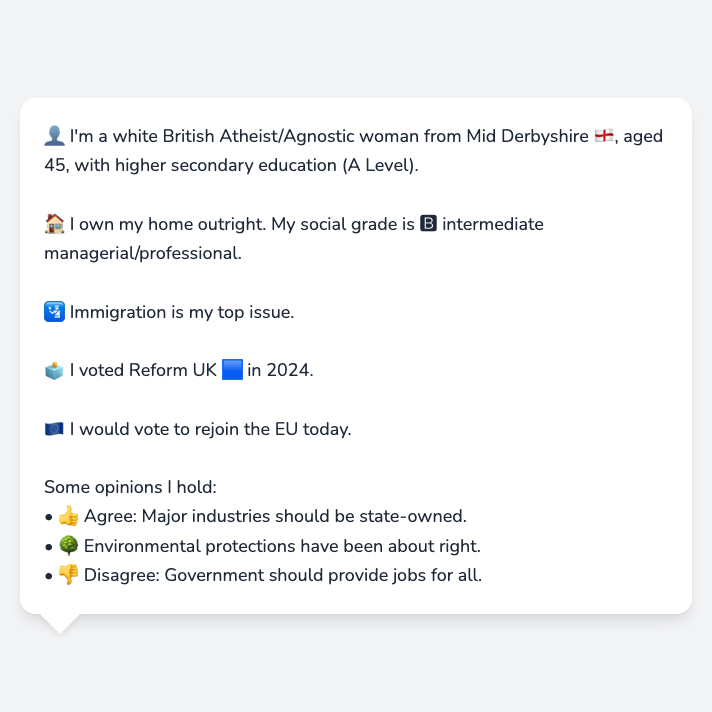 👤 I'm a white British Atheist/Agnostic woman from Mid Derbyshire 🏴󠁧󠁢󠁥󠁮󠁧󠁿, aged
45, with higher secondary education (A Level).
🏠 I own my home outright. My social grade is 🅱 intermediate
managerial/professional.
🛂 Immigration is my top issue.
🗳️ I voted Reform UK 🟦 in 2024.
🇪🇺 I would vote to rejoin the EU today.
Some opinions I hold:
• 👍 Agree: Major industries should be state-owned.
• 🌳 Environmental protections have been about right.
• 👎 Disagree: Government should provide jobs for all.